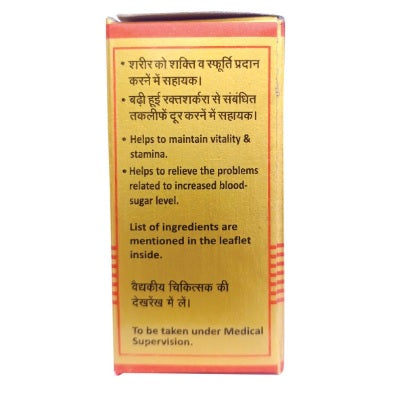 • शरीर को शक्ति व स्फूर्ति प्रदान
करनें में सहायक।
• बढ़ी हुई रक्तशर्करा से संबंधित
तकलीफें दूर करनें में सहायक।
• Helps to maintain vitality &
stamina.
• Helps to relieve the problems
related to increased blood-
sugar level.
List of ingredients are
mentioned in the leaflet
inside.
वैद्यकीय चिकित्सक की
देखरेंख में लें।
To be taken under Medical
Supervision.